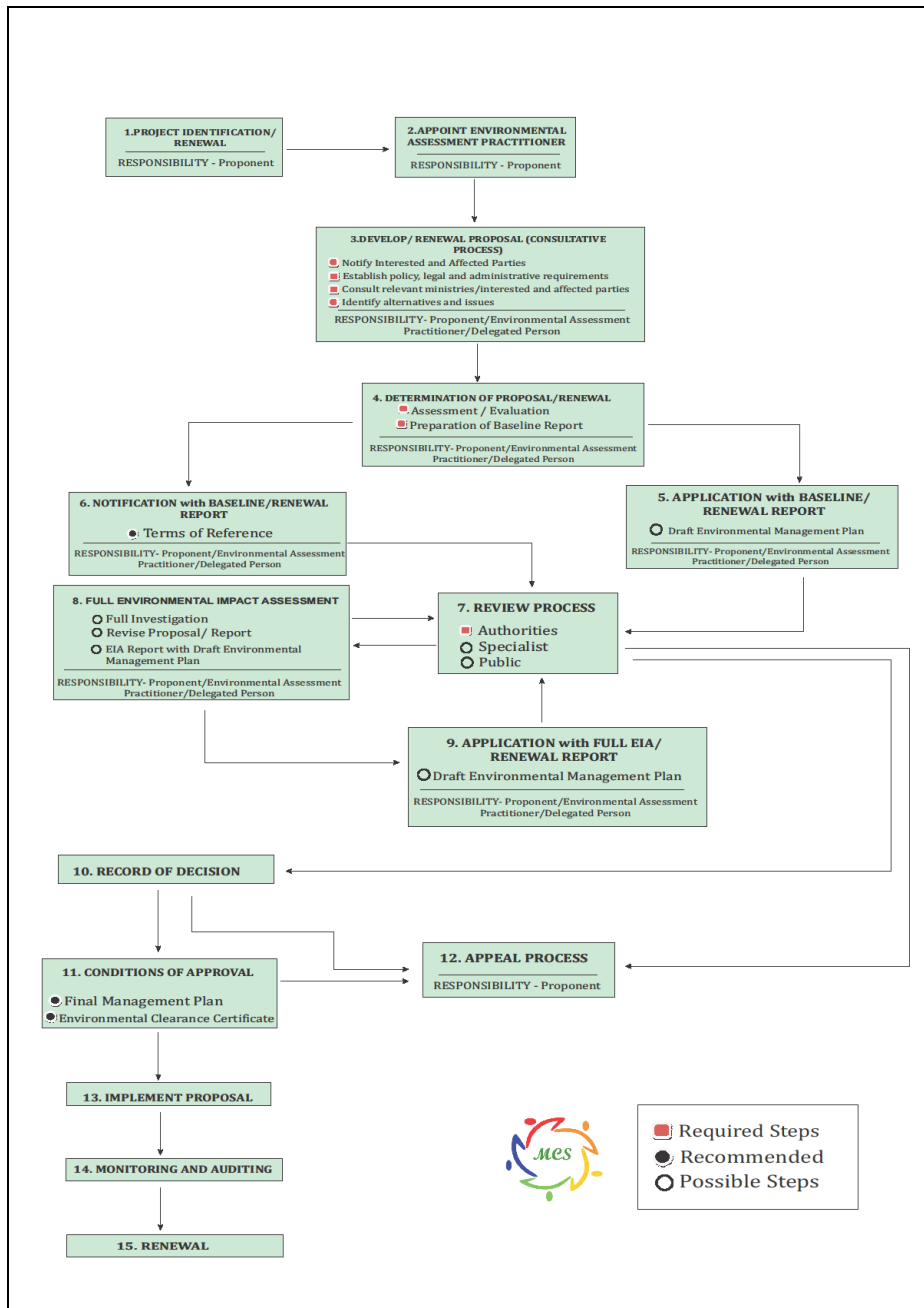 1.PROJECT IDENTIFICATION/
RENEWAL
RESPONSIBILITY - Proponent
2.APPOINT ENVIRONMENTAL
ASSESSMENT PRACTITIONER
RESPONSIBILITY - Proponent
3.DEVELOP/ RENEWAL PROPOSAL (CONSULTATIVE
PROCESS)
Notify Interested and Affected Parties
Establish policy, legal and administrative requirements
Consult relevant ministries/interested and affected parties
Identify alternatives and issues
RESPONSIBILITY- Proponent/Environmental Assessment
Practitioner/Delegated Person
4. DETERMINATION OF PROPOSAL/RENEWAL
Assessment / Evaluation
Preparation of Baseline Report
RESPONSIBILITY- Proponent/Environmental Assessment
Practitioner/Delegated Person
6. NOTIFICATION with BASELINE/RENEWAL
REPORT
Terms of Reference
RESPONSIBILITY- Proponent/Environmental Assessment
Practitioner/Delegated Person
5. APPLICATION with BASELINE/
RENEWAL REPORT
Draft Environmental Management Plan
RESPONSIBILITY- Proponent/Environmental Assessment
Practitioner/Delegated Person
8. FULL ENVIRONMENTAL IMPACT ASSESSMENT
Full Investigation
Revise Proposal/ Report
EIA Report with Draft Environmental
Management Plan
RESPONSIBILITY- Proponent/Environmental Assessment
Practitioner/Delegated Person
7. REVIEW PROCESS
Authorities
Specialist
Public
9. APPLICATION with FULL EIA/
RENEWAL REPORT
Draft Environmental Management Plan
RESPONSIBILITY- Proponent/Environmental Assessment
Practitioner/Delegated Person
10. RECORD OF DECISION
11. CONDITIONS OF APPROVAL
Final Management Plan
Environmental Clearance Certificate
12. APPEAL PROCESS
RESPONSIBILITY - Proponent
13. IMPLEMENT PROPOSAL
14. MONITORING AND AUDITING
15. RENEWAL
MCS
Required Steps
Recommended
Possible Steps